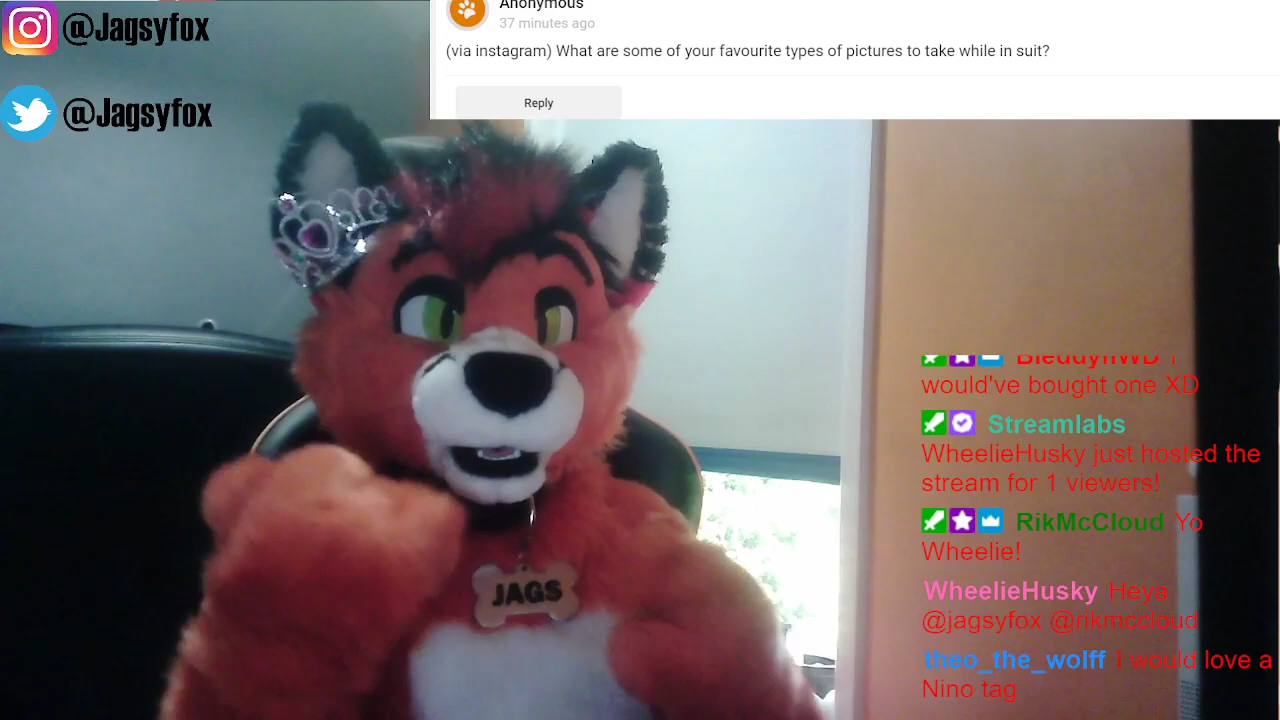 @Jagsyfox
@Jagsyfox
Anonymous
37 minutes ago
(via instagram) What are some of your favourite types of pictures to take while in suit?
Reply
JAGS
BleddynWD I
would've bought one XD
Streamlabs
WheelieHusky just hosted the
stream for 1 viewers!
RikMcCloud Yo
Wheelie!
WheelieHusky Heya
@jagsyfox @rikmccloud
theo_the_wolff I would love a
Nino tag